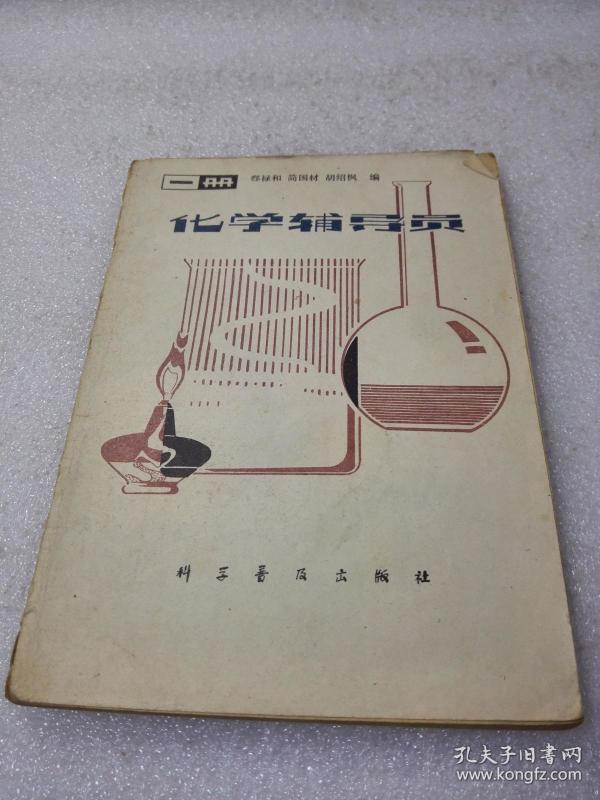 一册
禄和 简国材 胡绍枫 编
化学辅导员
科学普及出版社
孔夫子旧书网
www.kongfz.com